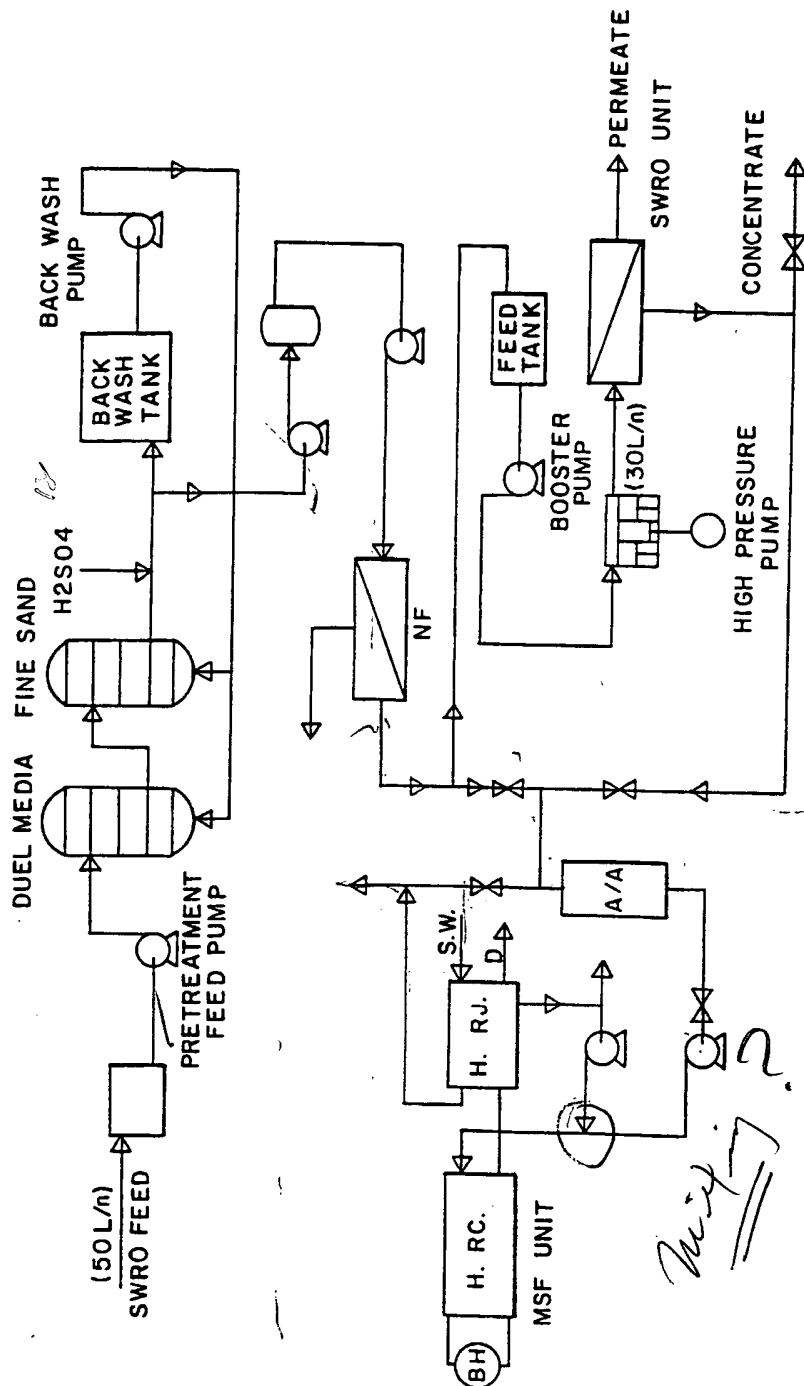 (50L/n)
SWRO FEED
PRETREATMENT
FEED PUMP
DUEL MEDIA
FINE SAND
H2SO4
BACK
WASH
TANK
BACK WASH
PUMP
NF
FEED
TANK
BOOSTER
PUMP
(30L/n)
HIGH PRESSURE
PUMP
PERMEATE
SWRO UNIT
CONCENTRATE
BH
H. RC.
MSF UNIT
H. RJ.
S.W.
D
A/A
mixing?